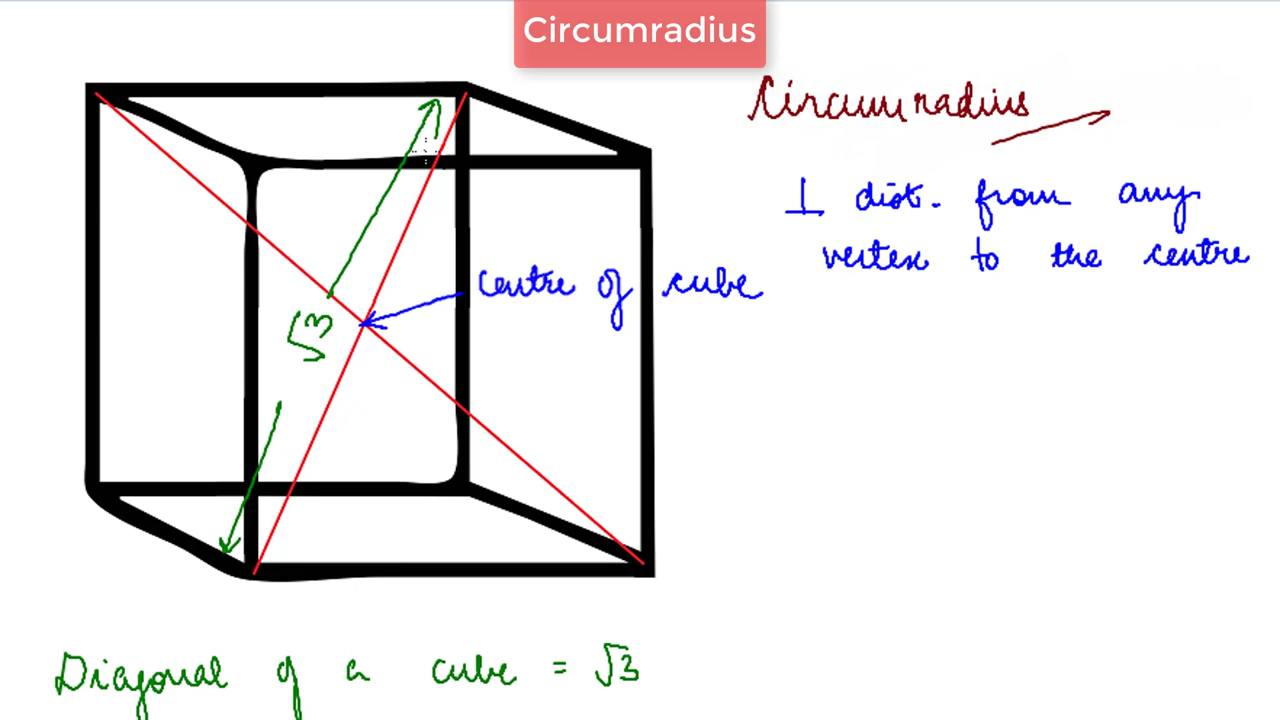 Circumradius
Circumradius
⊥ dist. from any
vertex to the centre
centre of cube
√3
Diagonal of a cube = √3